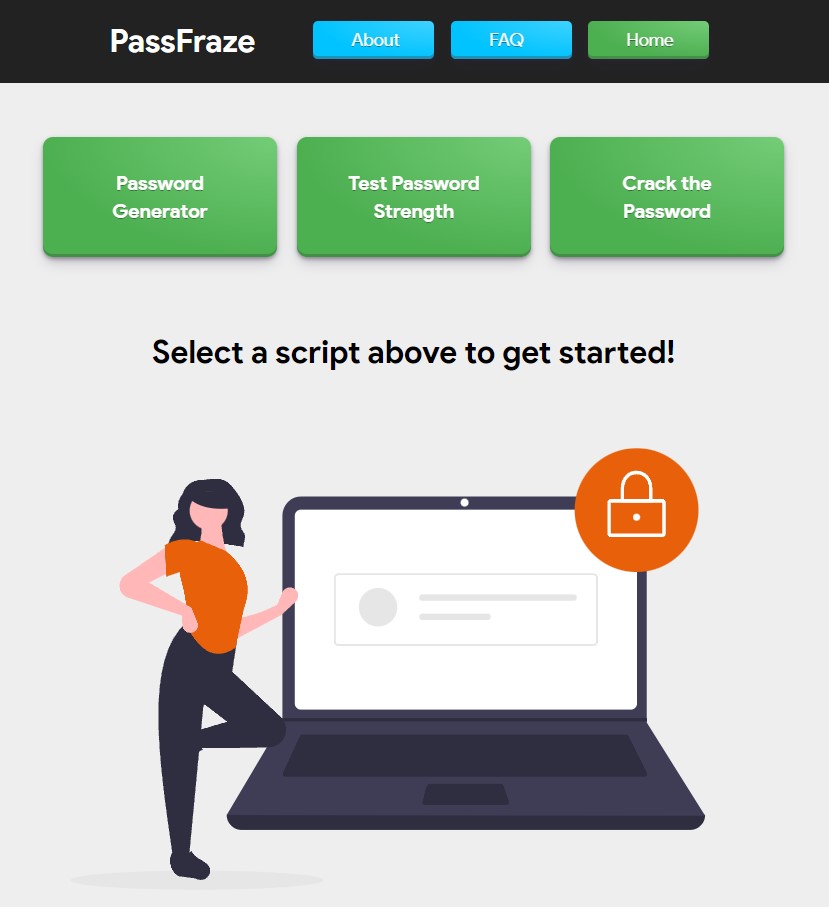 PassFraze
About
FAQ
Home
Password
Generator
Test Password
Strength
Crack the
Password
Select a script above to get started!